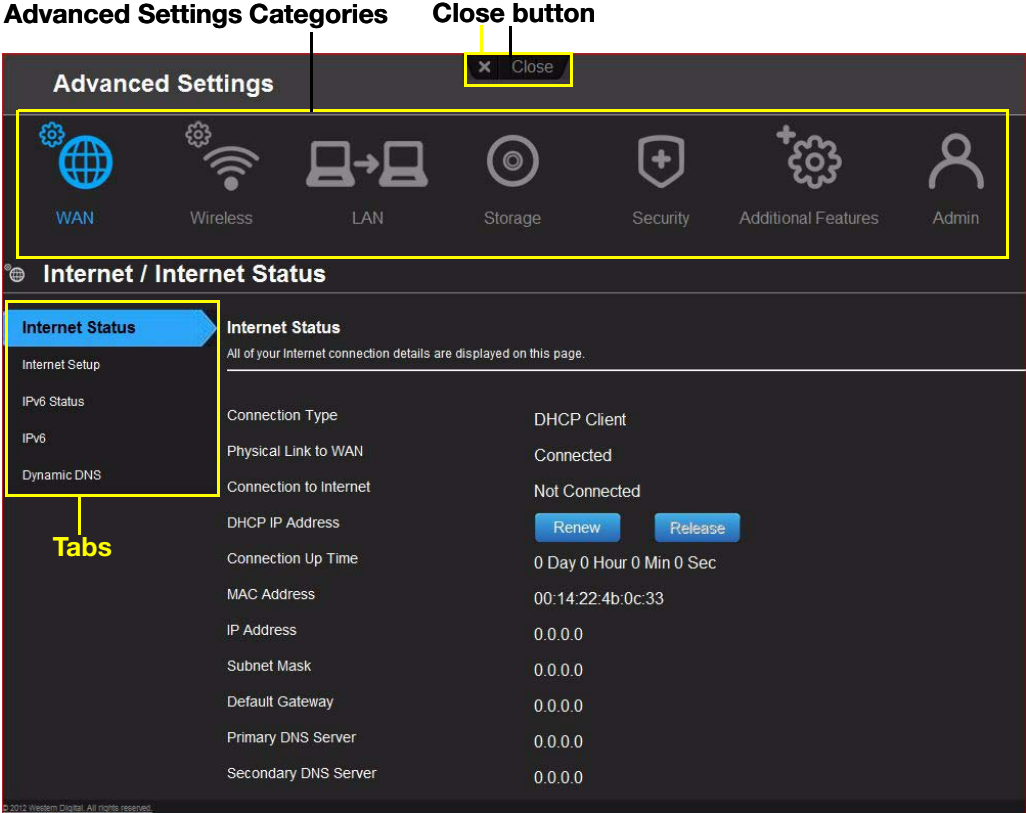 Advanced Settings Categories
Close button
Advanced Settings
Close
WAN
Wireless
LAN
Storage
Security
Additional Features
Admin
Internet / Internet Status
Internet Status
Internet Setup
IPv6 Status
IPv6
Dynamic DNS
Tabs
Internet Status
All of your Internet connection details are displayed on this page.
Connection Type DHCP Client
Physical Link to WAN Connected
Connection to Internet Not Connected
DHCP IP Address Renew Release
Connection Up Time 0 Day 0 Hour 0 Min 0 Sec
MAC Address 00:14:22:4b:0c:33
IP Address 0.0.0.0
Subnet Mask 0.0.0.0
Default Gateway 0.0.0.0
Primary DNS Server 0.0.0.0
Secondary DNS Server 0.0.0.0
© 2012 Western Digital. All rights reserved.